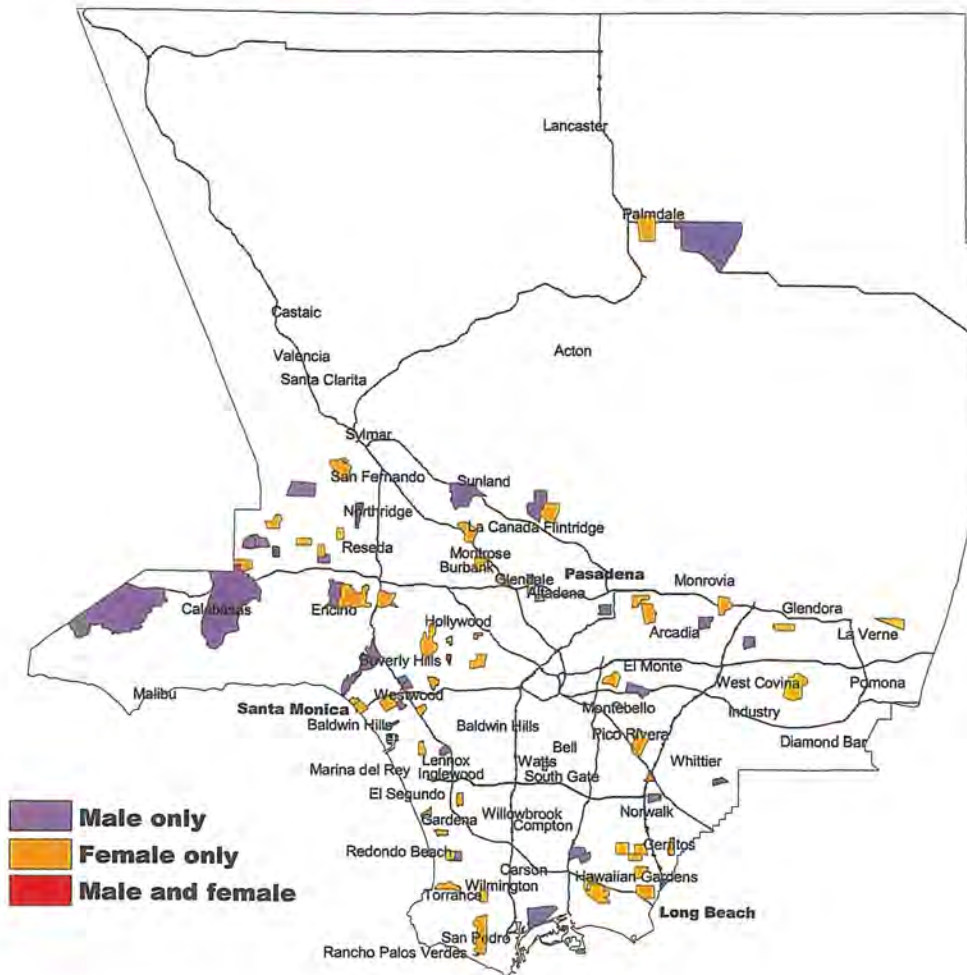 Lancaster
Palmdale
Castaic
Acton
Valencia
Santa Clarita
Sylmar
San Fernando
Sunland
Northridge
La Canada Flintridge
Reseda
Montrose
Burbank
Glendale
Pasadena
Altadena
Monrovia
Calabasas
Encino
Glendora
Hollywood
Arcadia
La Verne
Beverly Hills
El Monte
Malibu
Westwood
West Covina
Pomona
Santa Monica
Montebello
Industry
Baldwin Hills
Baldwin Hills
Pico Rivera
Diamond Bar
Bell
Lennox
Watts
Whittier
Marina del Rey
Inglewood
South Gate
El Segundo
Male only
Gardena
Willowbrook
Norwalk
Compton
Female only
Redondo Beach
Cerritos
Carson
Hawaiian Gardens
Male and female
Torrance
Wilmington
Long Beach
San Pedro
Rancho Palos Verdes